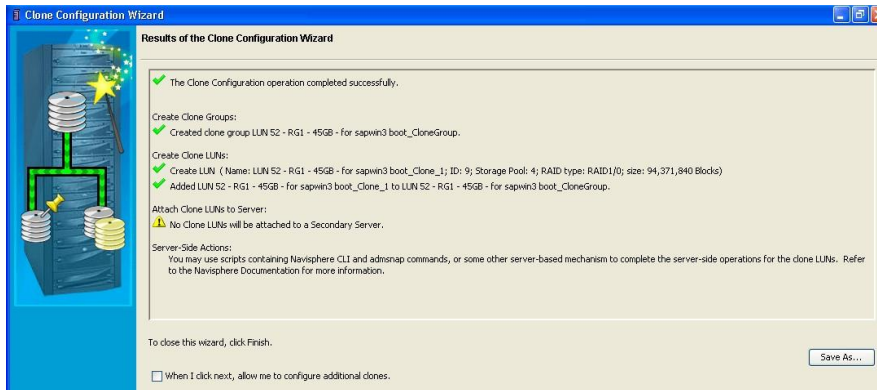 Clone Configuration Wizard
Results of the Clone Configuration Wizard
The Clone Configuration operation completed successfully.
Create Clone Groups:
Created clone group LUN 52 - RG1 - 45GB - for sapwin3 boot_CloneGroup.
Create Clone LUNs:
Create LUN ( Name: LUN 52 - RG1 - 45GB - for sapwin3 boot_Clone_1; ID: 9; Storage Pool: 4; RAID type: RAID1/0; size: 94,371,840 Blocks)
Added LUN 52 - RG1 - 45GB - for sapwin3 boot_Clone_1 to LUN 52 - RG1 - 45GB - for sapwin3 boot_CloneGroup.
Attach Clone LUNs to Server:
No Clone LUNs will be attached to a Secondary Server.
Server-Side Actions:
You may use scripts containing Navisphere CLI and admsnap commands, or some other server-based mechanism to complete the server-side operations for the clone LUNs. Refer
to the Navisphere Documentation for more information.
To close this wizard, click Finish.
Save As...
When I click next, allow me to configure additional clones.